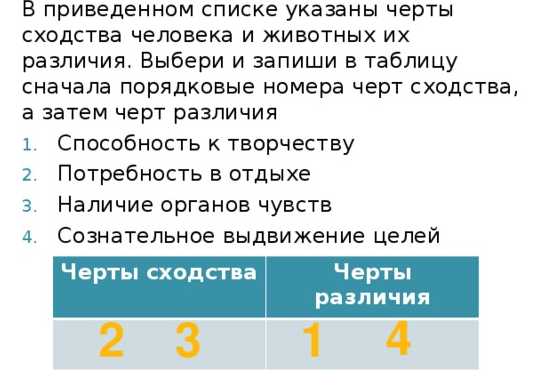 В приведенном списке указаны черты
сходства человека и животных их
различия. Выбери и запиши в таблицу
сначала порядковые номера черт сходства,
а затем черт различия
1. Способность к творчеству
2. Потребность в отдыхе
3. Наличие органов чувств
4. Сознательное выдвижение целей
Черты сходства
Черты
различия
2 3
1 4